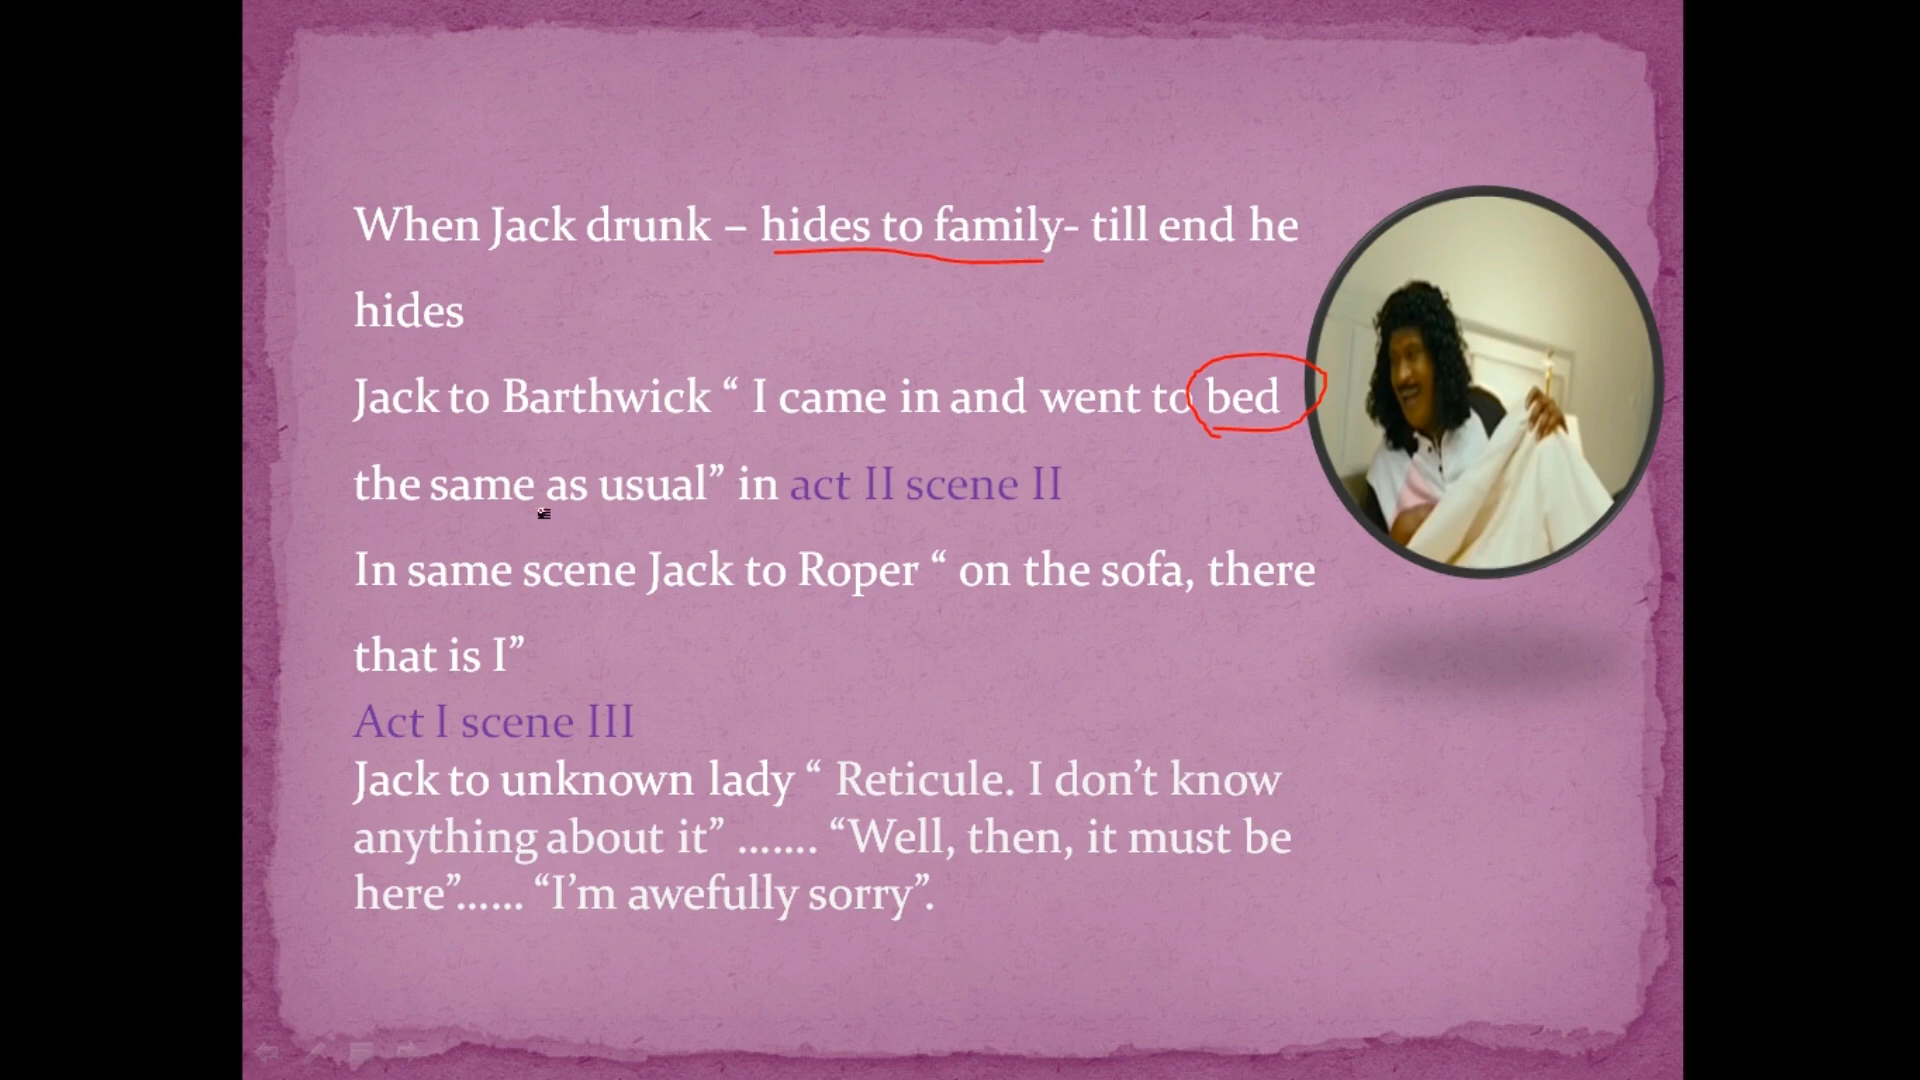 When Jack drunk – hides to family- till end he
hides
Jack to Barthwick “ I came in and went to bed
the same as usual” in act II scene II
In same scene Jack to Roper “ on the sofa, there
that is I”
Act I scene III
Jack to unknown lady “ Reticule. I don’t know
anything about it” ....... “Well, then, it must be
here”...... “I’m awefully sorry”.